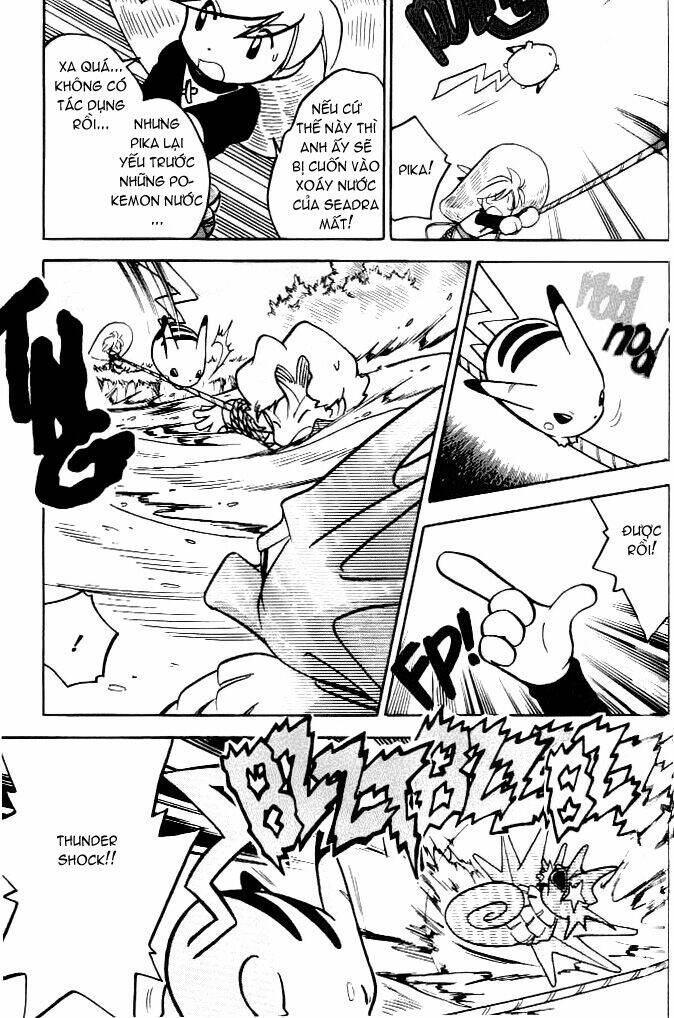 XA QUÁ...
KHÔNG CÓ
TÁC DỤNG
RỒI...
NHƯNG
PIKA LẠI
YẾU TRƯỚC
NHỮNG PO-
KEMON NƯỚC
...
NẾU CỨ
THẾ NÀY THÌ
ANH ẤY SẼ
BỊ CUỐN VÀO
XOÁY NƯỚC
CỦA SEADRA
MẤT!
PIKA!
nod
nod
!
ĐƯỢC
RỒI!
THUNDER
SHOCK!!